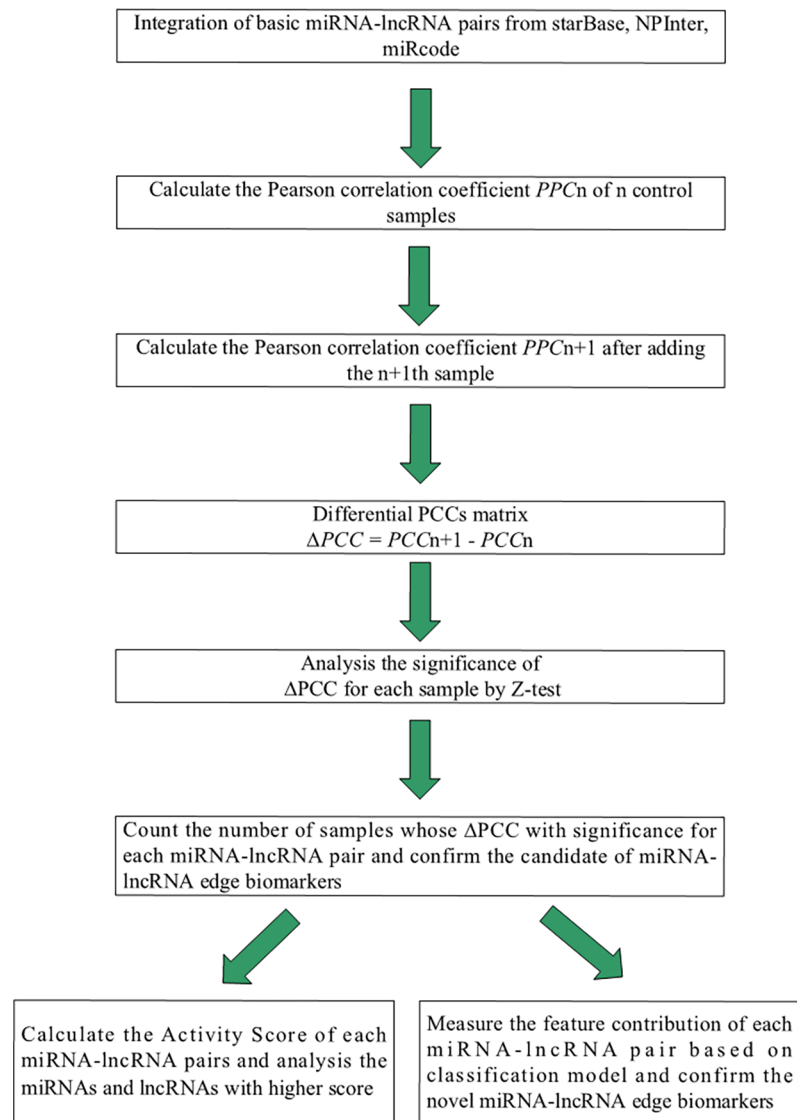 Integration of basic miRNA-lncRNA pairs from starBase, NPInter,
miRcode
Calculate the Pearson correlation coefficient PPCn of n control
samples
Calculate the Pearson correlation coefficient PPCn+1 after adding
the n+1th sample
Differential PCCs matrix
ΔPCC = PCCn+1 - PCCn
Analysis the significance of
ΔPCC for each sample by Z-test
Count the number of samples whose ΔPCC with significance for
each miRNA-lncRNA pair and confirm the candidate of miRNA-
lncRNA edge biomarkers
Calculate the Activity Score of each
miRNA-lncRNA pairs and analysis the
miRNAs and lncRNAs with higher score
Measure the feature contribution of each
miRNA-lncRNA pair based on
classification model and confirm the
novel miRNA-lncRNA edge biomarkers